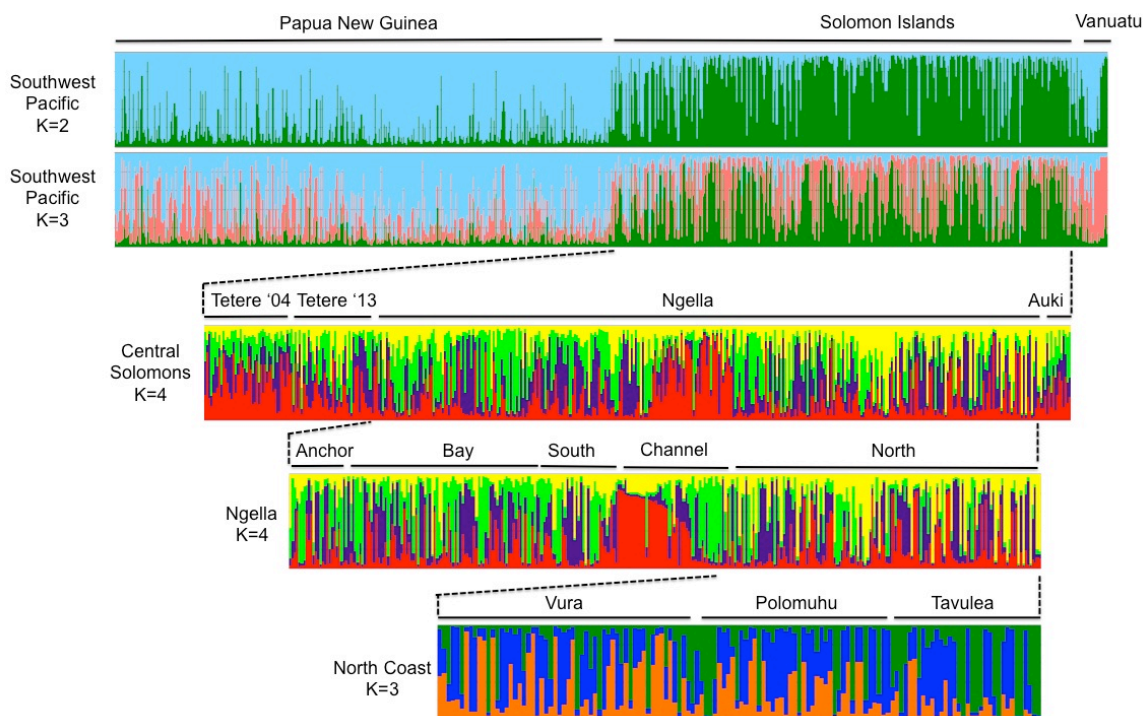 Papua New Guinea Solomon Islands Vanuatu
Southwest
Pacific
K=2
Southwest
Pacific
K=3
Tetere ‘04 Tetere ‘13 Ngella Auki
Central
Solomons
K=4
Anchor Bay South Channel North
Ngella
K=4
Vura Polomuhu Tavulea
North Coast
K=3